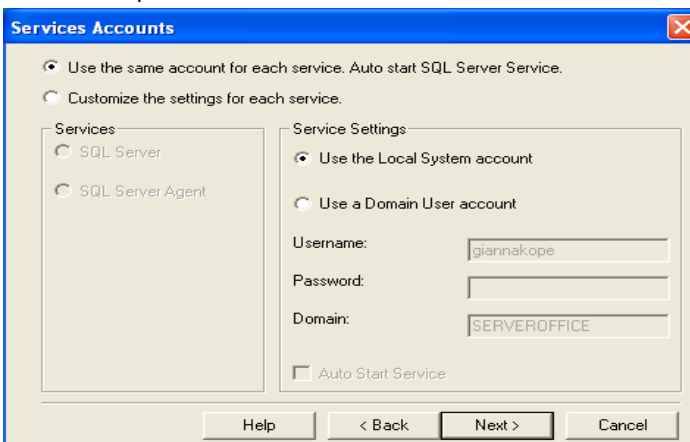 Services Accounts
Use the same account for each service. Auto start SQL Server Service.
Customize the settings for each service.
Services
SQL Server
SQL Server Agent
Service Settings
Use the Local System account
Use a Domain User account
Username:
giannakope
Password:
Domain:
SERVEROFFICE
Auto Start Service
Help
< Back
Next >
Cancel